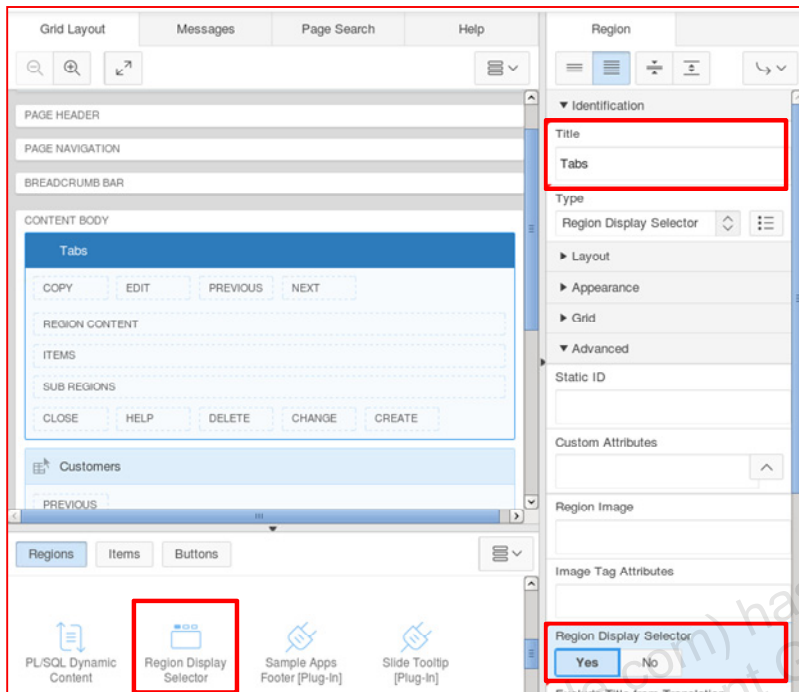 Grid Layout
Messages
Page Search
Help
PAGE HEADER
PAGE NAVIGATION
BREADCRUMB BAR
CONTENT BODY
Tabs
COPY
EDIT
PREVIOUS
NEXT
REGION CONTENT
ITEMS
SUB REGIONS
CLOSE
HELP
DELETE
CHANGE
CREATE
Customers
PREVIOUS
Regions
Items
Buttons
PL/SQL Dynamic
Content
Region Display
Selector
Sample Apps
Footer [Plug-In]
Slide Tooltip
[Plug-In]
Region
Identification
Title
Tabs
Type
Region Display Selector
Layout
Appearance
Grid
Advanced
Static ID
Custom Attributes
Region Image
Image Tag Attributes
Region Display Selector
Yes
No